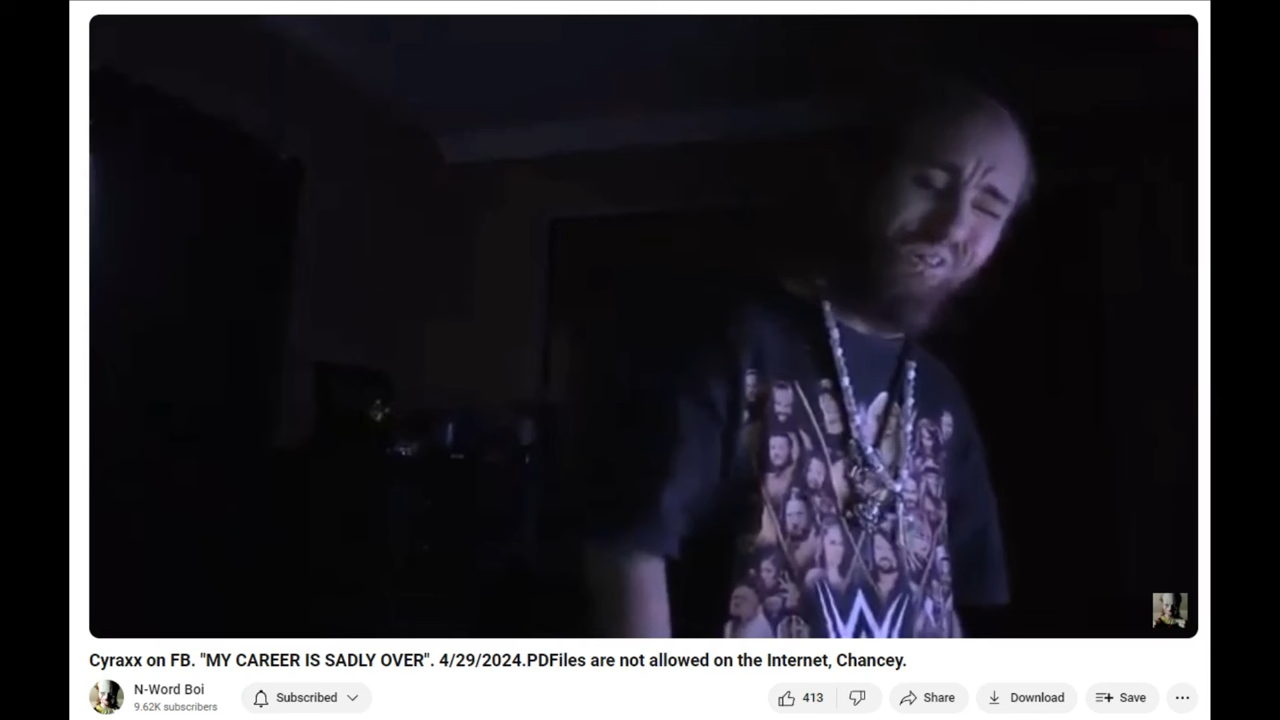 W
Cyraxx on FB. "MY CAREER IS SADLY OVER". 4/29/2024.PDFiles are not allowed on the Internet, Chancey.
N-Word Boi
9.62K subscribers
Subscribed
413
Share
Download
Save